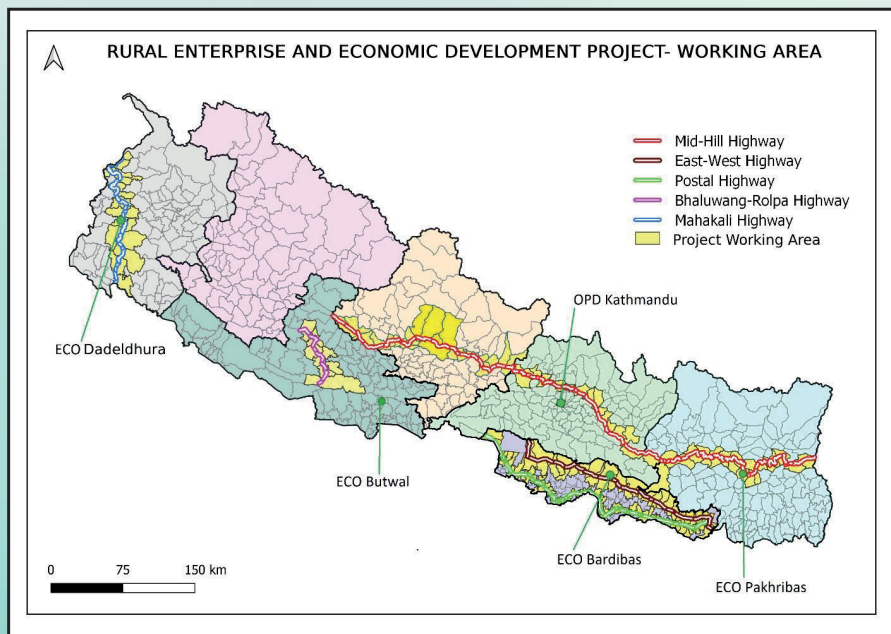 RURAL ENTERPRISE AND ECONOMIC DEVELOPMENT PROJECT- WORKING AREA
Mid-Hill Highway
East-West Highway
Postal Highway
Bhaluwang-Rolpa Highway
Mahakali Highway
Project Working Area
OPD Kathmandu
ECO Dadeldhura
ECO Butwal
ECO Bardibas
ECO Pakhribas
0 75 150 km